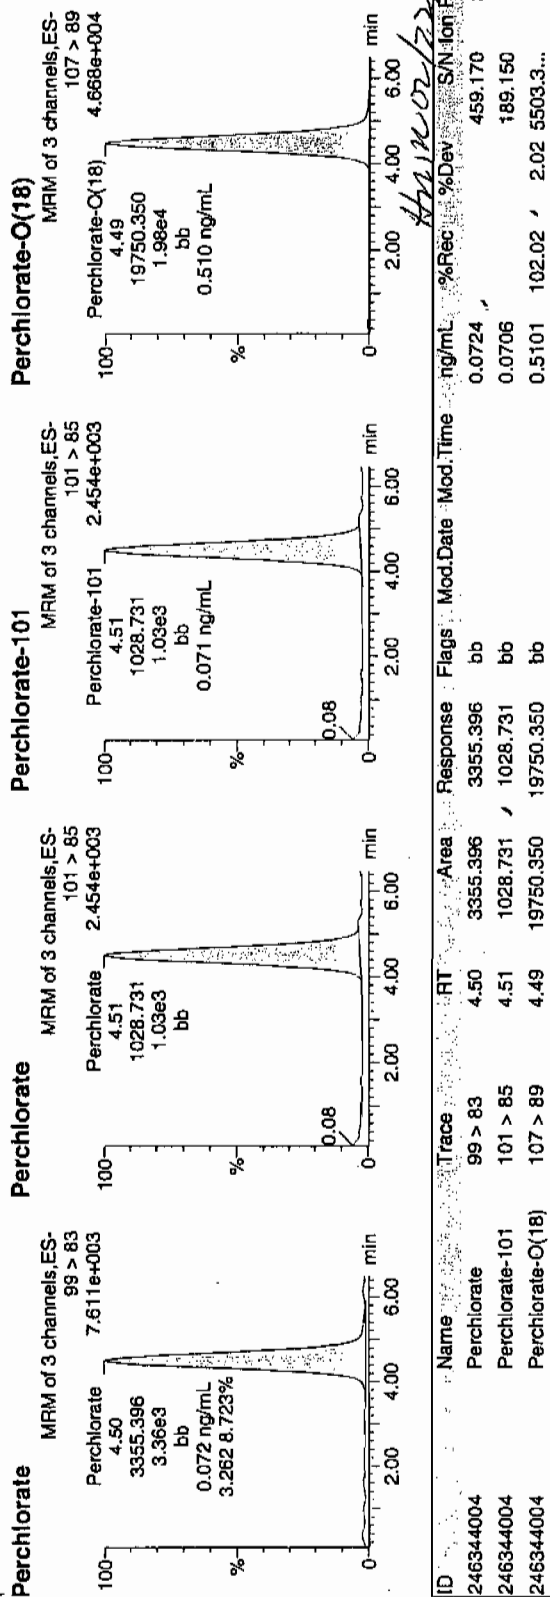 Perchlorate
MRM of 3 channels,ES-
99 > 83
7.611e+003
Perchlorate
4.50
3355.396
3.36e3
bb
0.072 ng/mL
3.262 8.723%
100
%
0
2.00
4.00
6.00
min
Perchlorate
MRM of 3 channels,ES-
101 > 85
2.454e+003
Perchlorate
4.51
1028.731
1.03e3
bb
0.08
100
%
0
2.00
4.00
6.00
min
Perchlorate-101
MRM of 3 channels,ES-
101 > 85
2.454e+003
Perchlorate-101
4.51
1028.731
1.03e3
bb
0.071 ng/mL
0.08
100
%
0
2.00
4.00
6.00
min
Perchlorate-O(18)
MRM of 3 channels,ES-
107 > 89
4.668e+004
Perchlorate-O(18)
4.49
19750.350
1.98e4
bb
0.510 ng/mL
100
%
0
2.00
4.00
6.00
min
ID Name Trace RT Area Response Flags Mod.Date Mod.Time ng/mL %Rec %Dev S/N Ion
246344004 Perchlorate 99 > 83 4.50 3355.396 3355.396 bb 0.0724 459.170
246344004 Perchlorate-101 101 > 85 4.51 1028.731 1028.731 bb 0.0706 189.150
246344004 Perchlorate-O(18) 107 > 89 4.49 19750.350 19750.350 bb 0.5101 102.02 2.02 5503.3...